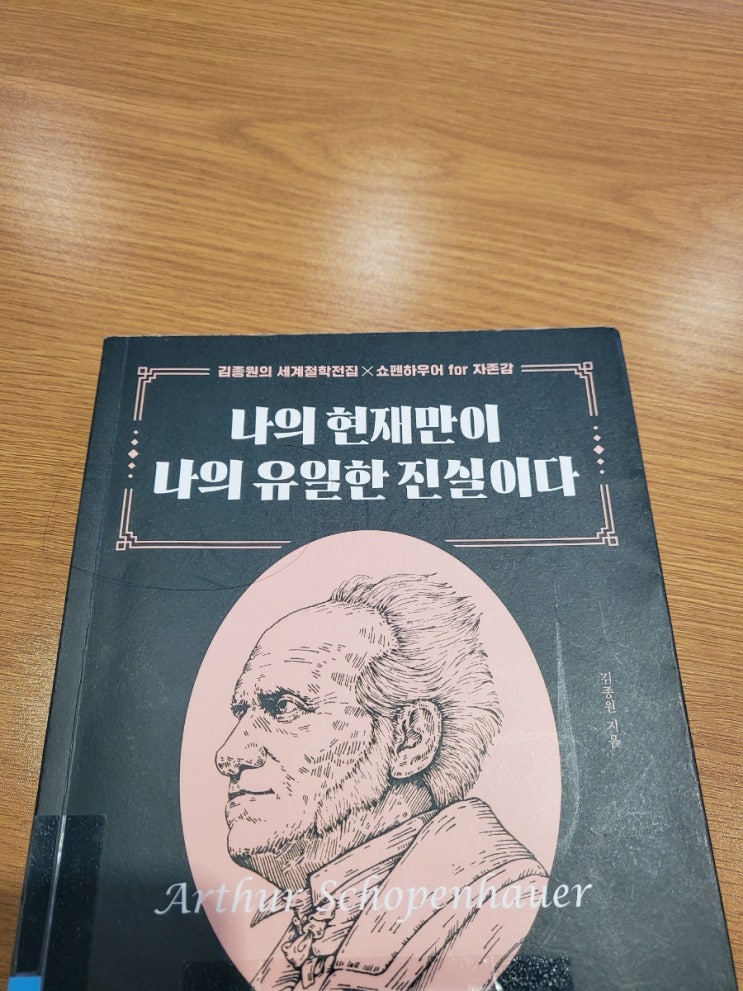 김종원의 세계철학전집×쇼펜하우어 for 자존감
나의 현재만이
나의 유일한 진실이다
김종원 지음
Arthur Schopenhauer